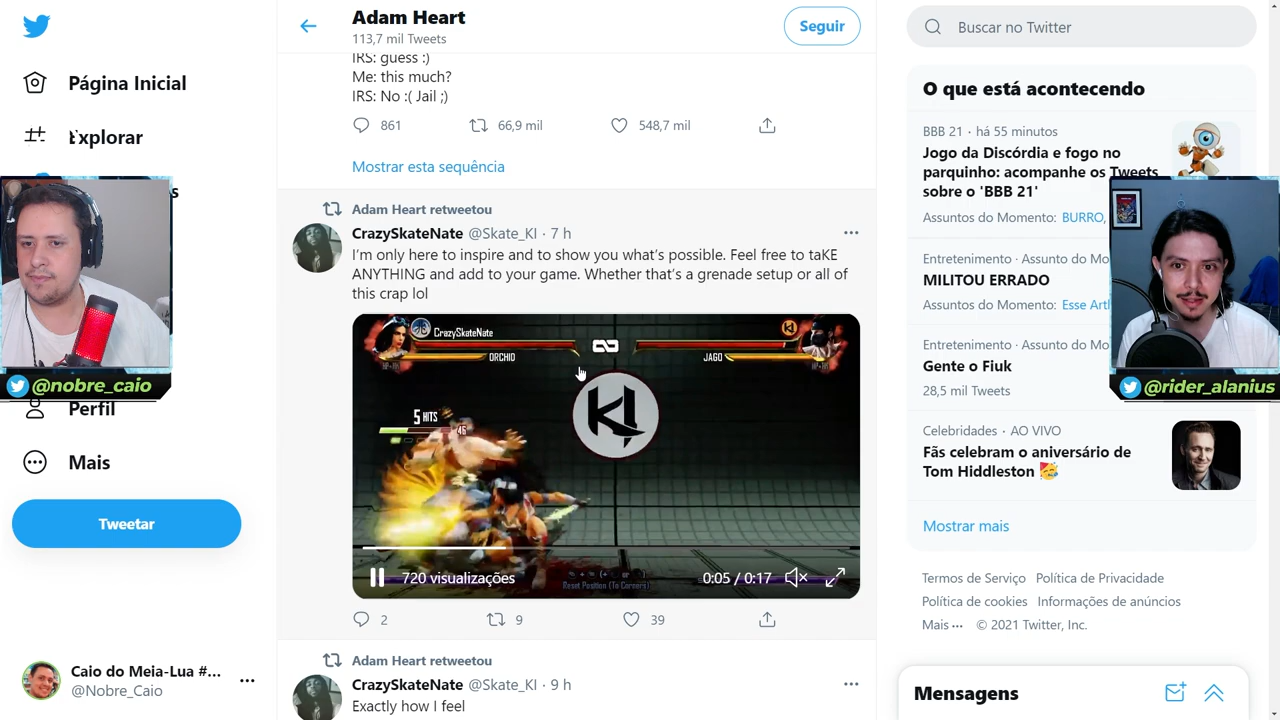 Adam Heart
113,7 mil Tweets
Seguir
Buscar no Twitter
Página Inicial
Explorar
s
Perfil
Mais
Tweetar
Caio do Meia-Lua #...
@Nobre_Caio
@nobre_caio
IRS: guess :)
Me: this much?
IRS: No :( Jail ;)
861
66,9 mil
548,7 mil
Mostrar esta sequência
Adam Heart retweetou
CrazySkateNate @Skate_KI · 7 h
I'm only here to inspire and to show you what's possible. Feel free to taKE
ANYTHING and add to your game. Whether that's a grenade setup or all of
this crap lol
CrazySkateNate
ORCHID
JAGO
5 HITS
KI
720 visualizações
Reset Position (To Corners)
0:05 / 0:17
2
9
39
Adam Heart retweetou
CrazySkateNate @Skate_KI · 9 h
Exactly how I feel
O que está acontecendo
BBB 21 · há 55 minutos
Jogo da Discórdia e fogo no
parquinho: acompanhe os Tweets
sobre o 'BBB 21'
Assuntos do Momento: BURRO,
Entretenimento · Assunto do Mo
MILITOU ERRADO
Assuntos do Momento: Esse Art
Entretenimento · Assunto do Mo
Gente o Fiuk
28,5 mil Tweets
@rider_alanius
Celebridades · AO VIVO
Fãs celebram o aniversário de
Tom Hiddleston 🥳
Mostrar mais
Termos de Serviço Política de Privacidade
Política de cookies Informações de anúncios
Mais ··· © 2021 Twitter, Inc.
Mensagens